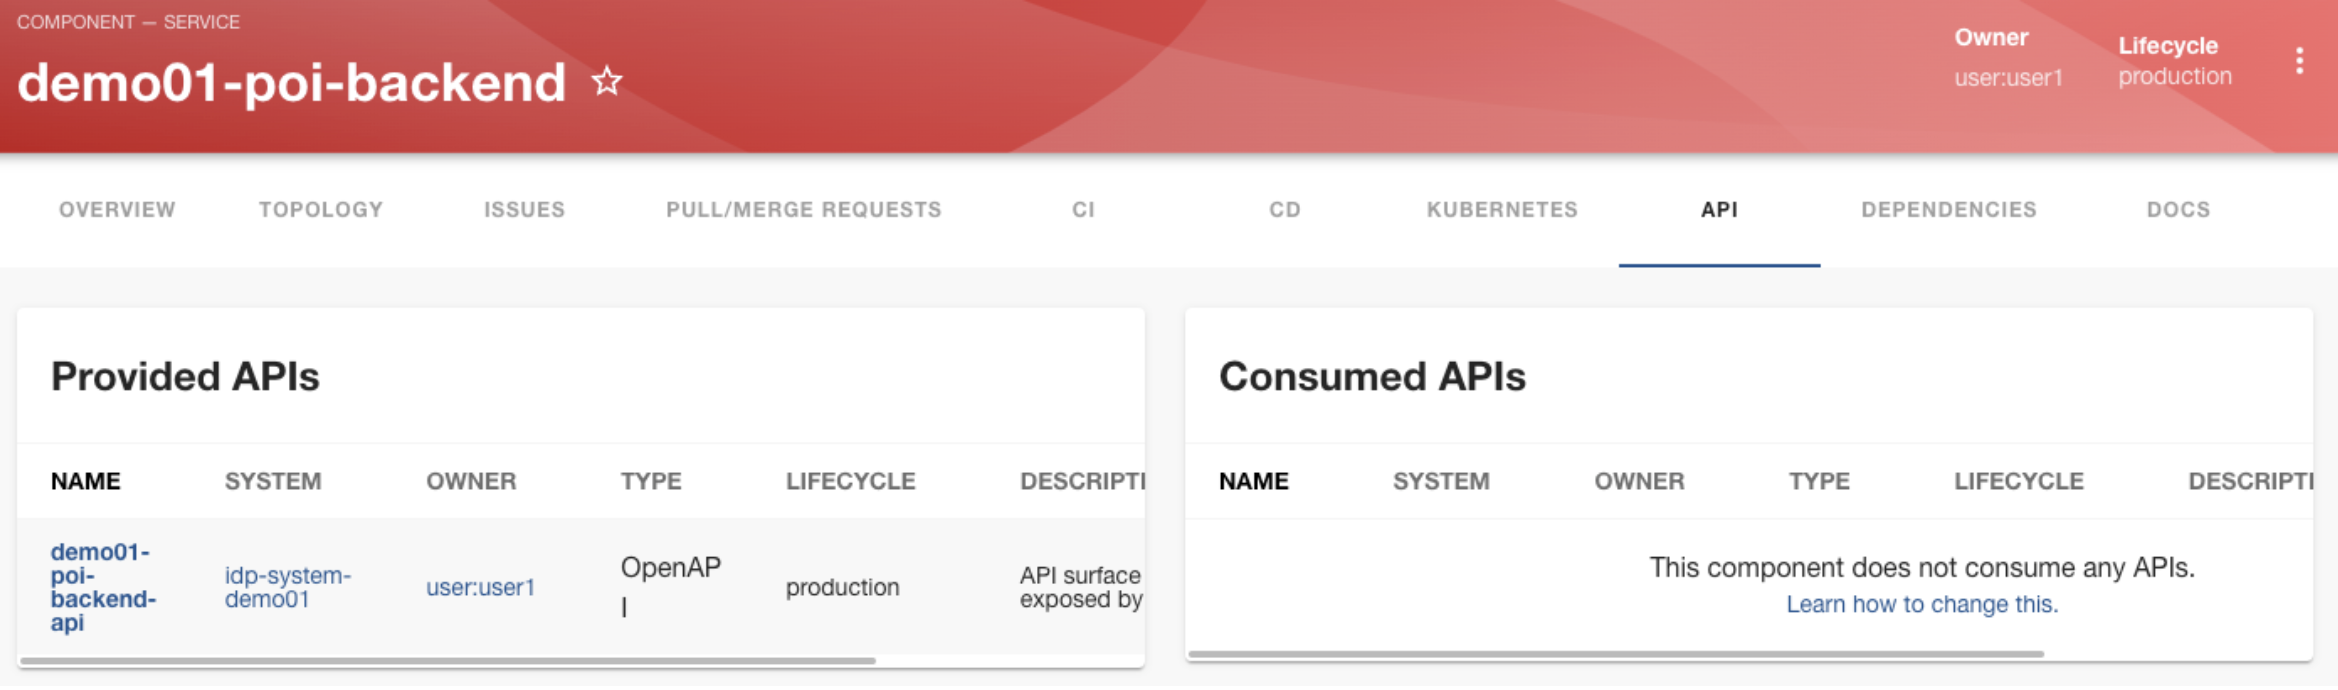 COMPONENT — SERVICE
demo01-poi-backend
Owner
user:user1
Lifecycle
production
OVERVIEW
TOPOLOGY
ISSUES
PULL/MERGE REQUESTS
CI
CD
KUBERNETES
API
DEPENDENCIES
DOCS
Provided APIs
NAME SYSTEM OWNER TYPE LIFECYCLE DESCRIPTI
demo01-
poi-
backend-
api
idp-system-
demo01
user:user1
OpenAP
I
production
API surface
exposed by
Consumed APIs
NAME SYSTEM OWNER TYPE LIFECYCLE DESCRIPTI
This component does not consume any APIs.
Learn how to change this.